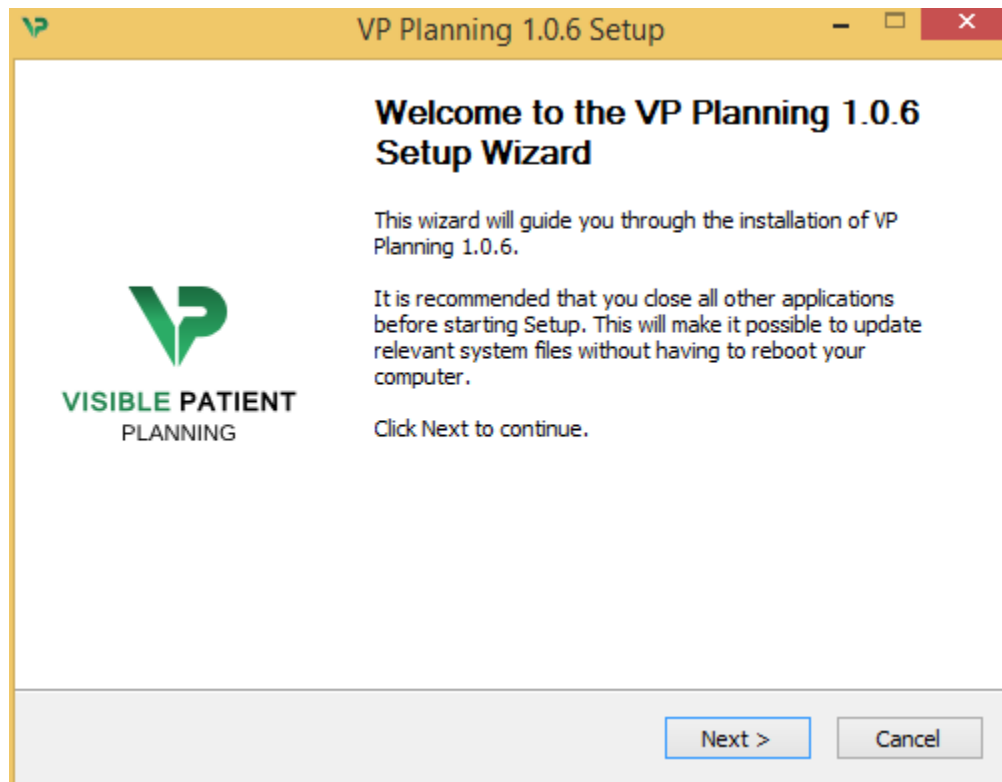 VP Planning 1.0.6 Setup
Welcome to the VP Planning 1.0.6
Setup Wizard
This wizard will guide you through the installation of VP
Planning 1.0.6.
It is recommended that you close all other applications
before starting Setup. This will make it possible to update
relevant system files without having to reboot your
computer.
Click Next to continue.
VP
VISIBLE PATIENT
PLANNING
Next >
Cancel